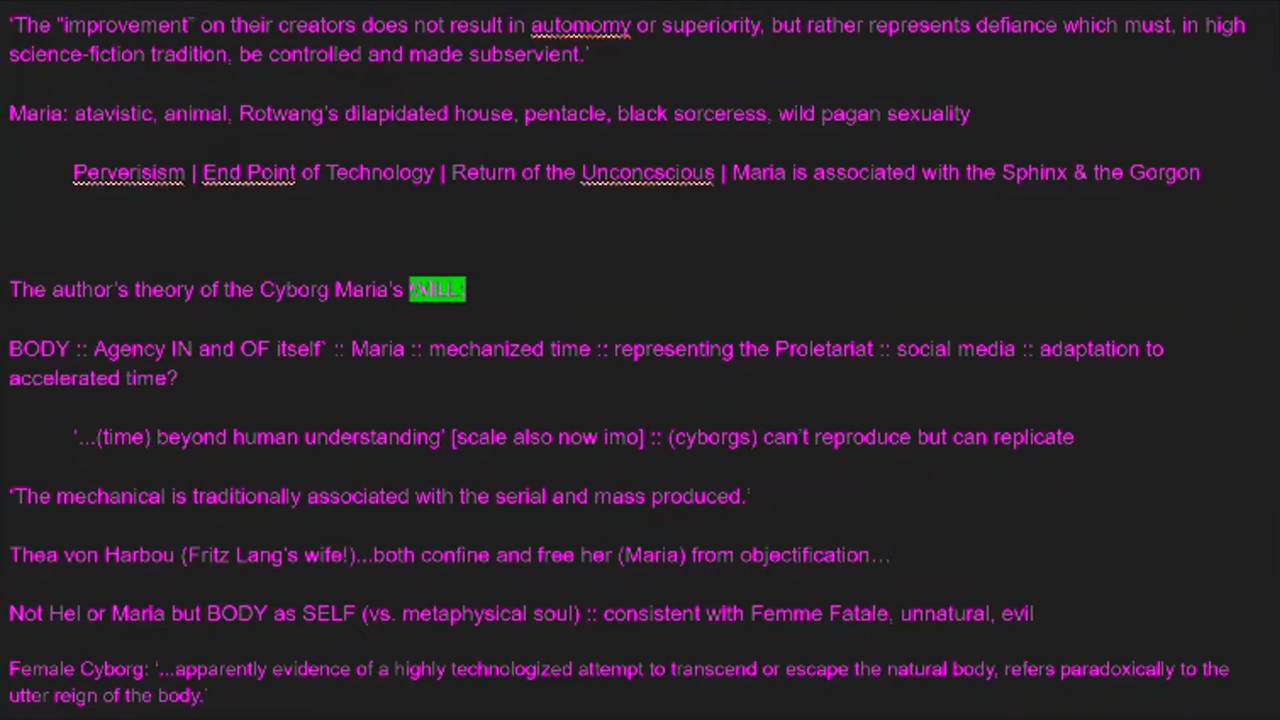 'The "improvement" on their creators does not result in automomy or superiority, but rather represents defiance which must, in high
science-fiction tradition, be controlled and made subservient.'
Maria: atavistic, animal, Rotwang's dilapidated house, pentacle, black sorceress, wild pagan sexuality
Perverisism | End Point of Technology | Return of the Unconcscious | Maria is associated with the Sphinx & the Gorgon
The author's theory of the Cyborg Maria's
BODY :: Agency IN and OF itself` :: Maria :: mechanized time :: representing the Proletariat :: social media :: adaptation to
accelerated time?
'...(time) beyond human understanding' [scale also now imo] :: (cyborgs) can't reproduce but can replicate
'The mechanical is traditionally associated with the serial and mass produced.'
Thea von Harbou (Fritz Lang's wife!)...both confine and free her (Maria) from objectification...
Not Hel or Maria but BODY as SELF (vs. metaphysical soul) :: consistent with Femme Fatale, unnatural, evil
Female Cyborg: '...apparently evidence of a highly technologized attempt to transcend or escape the natural body, refers paradoxically to the
utter reign of the body.'